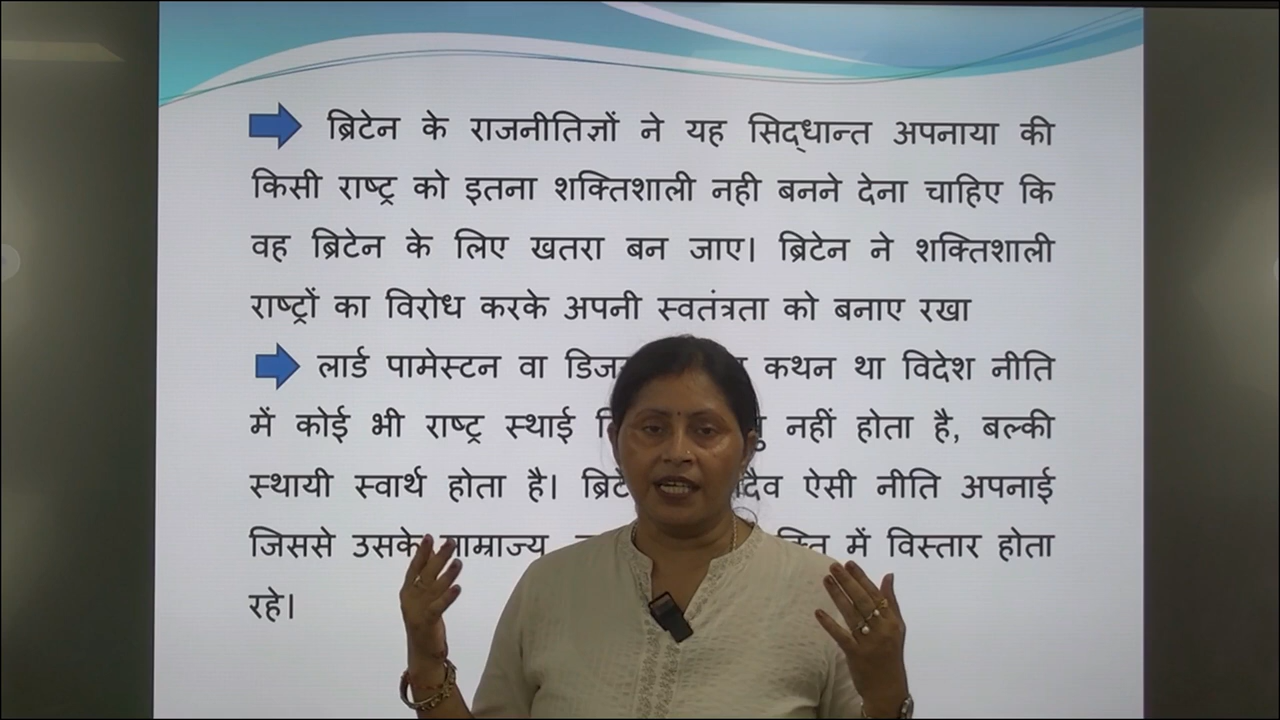 ब्रिटेन के राजनीतिज्ञों ने यह सिद्धान्त अपनाया की
किसी राष्ट्र को इतना शक्तिशाली नही बनने देना चाहिए कि
वह ब्रिटेन के लिए खतरा बन जाए। ब्रिटेन ने शक्तिशाली
राष्ट्रों का विरोध करके अपनी स्वतंत्रता को बनाए रखा
लार्ड पामेस्टन वा कथन था विदेश नीति
में कोई भी राष्ट्र स्थाई नहीं होता है, बल्की
स्थायी स्वार्थ होता है। ऐसी नीति अपनाई
जिससे उसके में विस्तार होता
रहे।